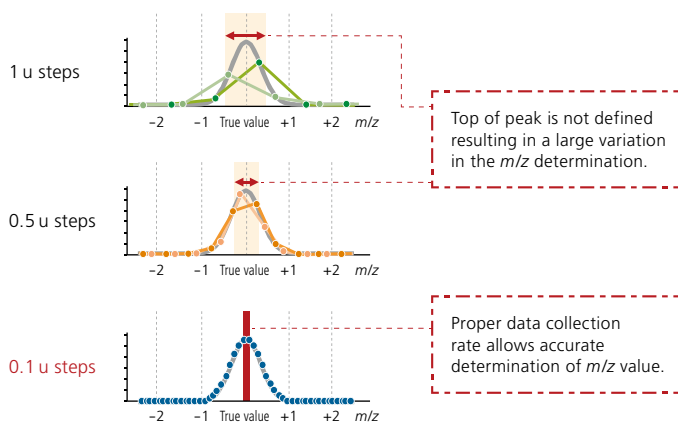 1 u steps
−2 −1 True value +1 +2 m/z
Top of peak is not defined
resulting in a large variation
in the m/z determination.
0.5 u steps
−2 −1 True value +1 +2 m/z
0.1 u steps
−2 −1 True value +1 +2 m/z
Proper data collection
rate allows accurate
determination of m/z value.